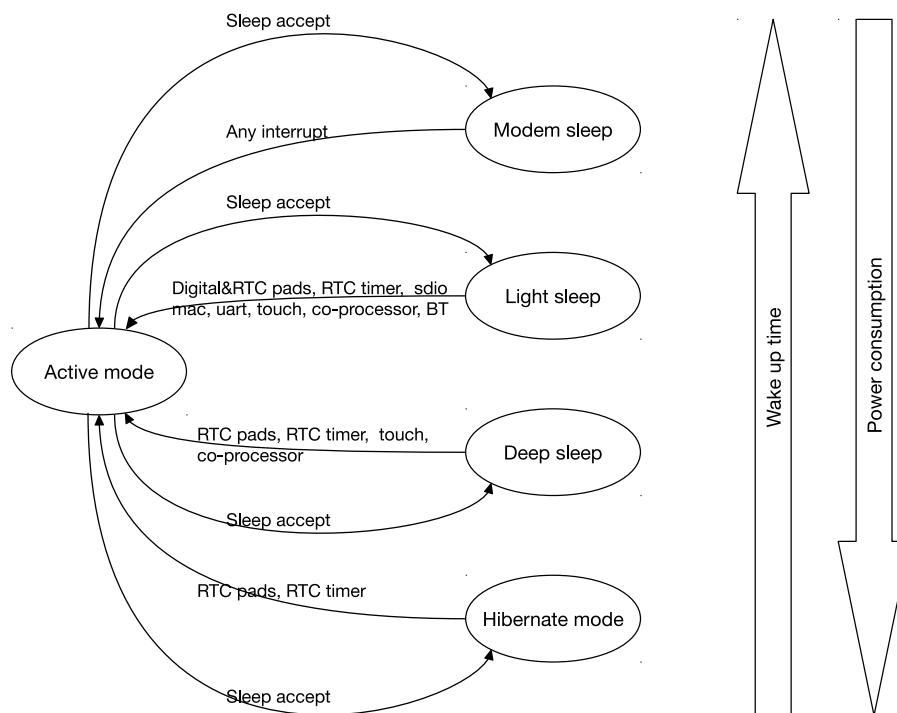 Sleep accept
Modem sleep
Any interrupt
Sleep accept
Digital&RTC pads, RTC timer, sdio
mac, uart, touch, co-processor, BT
Light sleep
Active mode
RTC pads, RTC timer, touch,
co-processor
Deep sleep
Sleep accept
RTC pads, RTC timer
Hibernate mode
Sleep accept
Wake up time
Power consumption